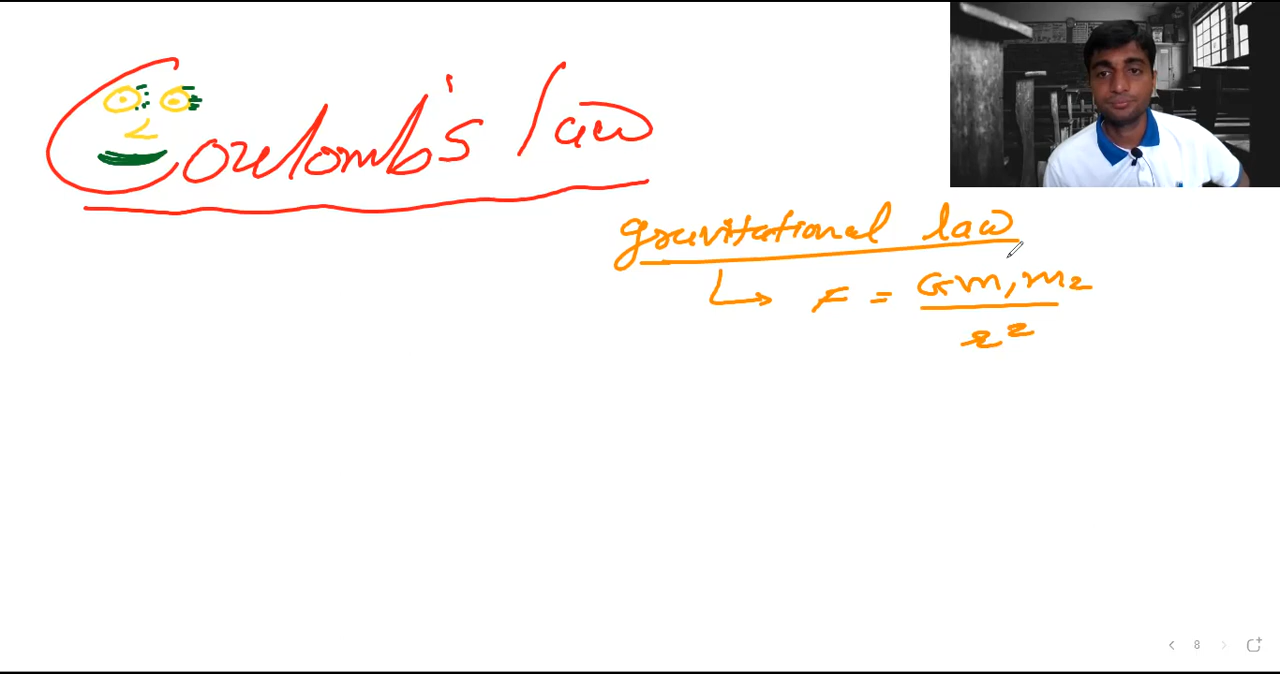 Coulomb's law
gravitational law
↳ F = Gm₁m₂
r²
8